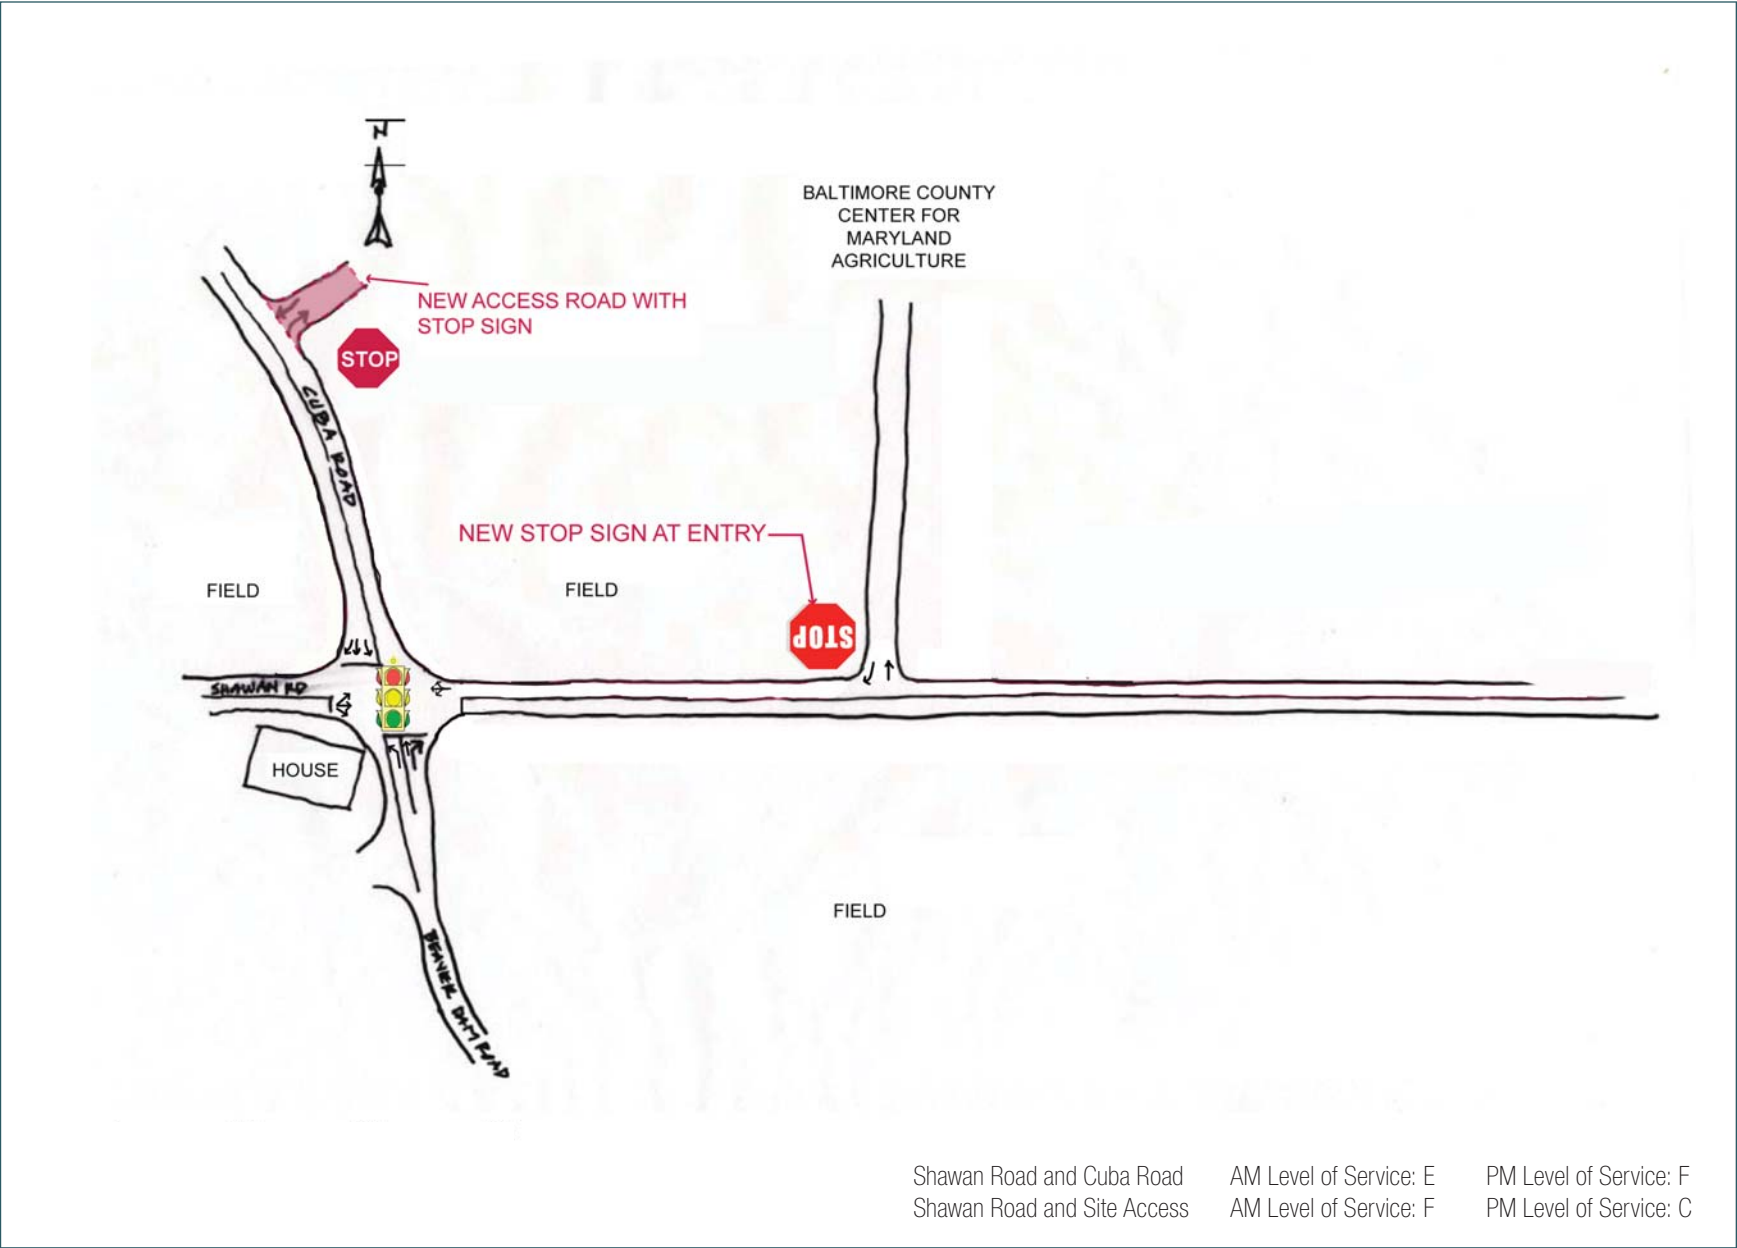 N
BALTIMORE COUNTY
CENTER FOR
MARYLAND
AGRICULTURE
NEW ACCESS ROAD WITH
STOP SIGN
STOP
CUBA ROAD
NEW STOP SIGN AT ENTRY
FIELD
FIELD
STOP
SHAWAN RD
HOUSE
FIELD
BEAVER DAM ROAD
Shawan Road and Cuba Road AM Level of Service: E PM Level of Service: F
Shawan Road and Site Access AM Level of Service: F PM Level of Service: C